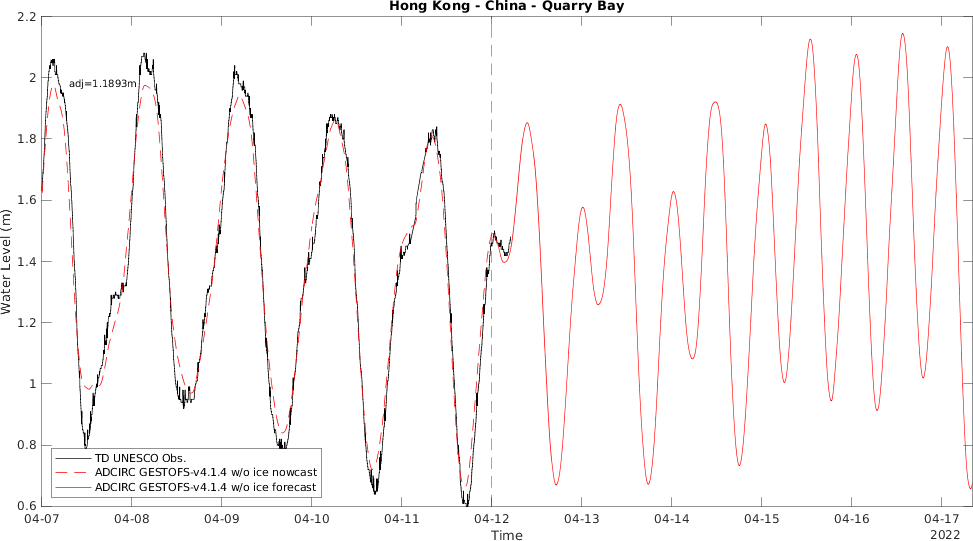 Hong Kong - China - Quarry Bay
2.2
2
1.8
1.6
1.4
1.2
1
0.8
0.6
Water Level (m)
adj=1.1893m
TD UNESCO Obs.
ADCIRC GESTOFS-v4.1.4 w/o ice nowcast
ADCIRC GESTOFS-v4.1.4 w/o ice forecast
04-07 04-08 04-09 04-10 04-11 04-12 04-13 04-14 04-15 04-16 04-17
Time
2022